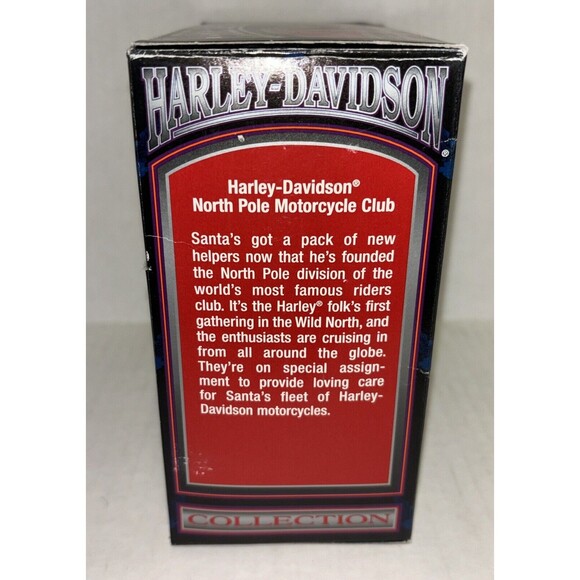 HARLEY-DAVIDSON®
Harley-Davidson®
North Pole Motorcycle Club
Santa's got a pack of new
helpers now that he's founded
the North Pole division of the
world's most famous riders
club. It's the Harley® folk's first
gathering in the Wild North, and
the enthusiasts are cruising in
from all around the globe.
They're on special assign-
ment to provide loving care
for Santa's fleet of Harley-
Davidson motorcycles.
COLLECTION